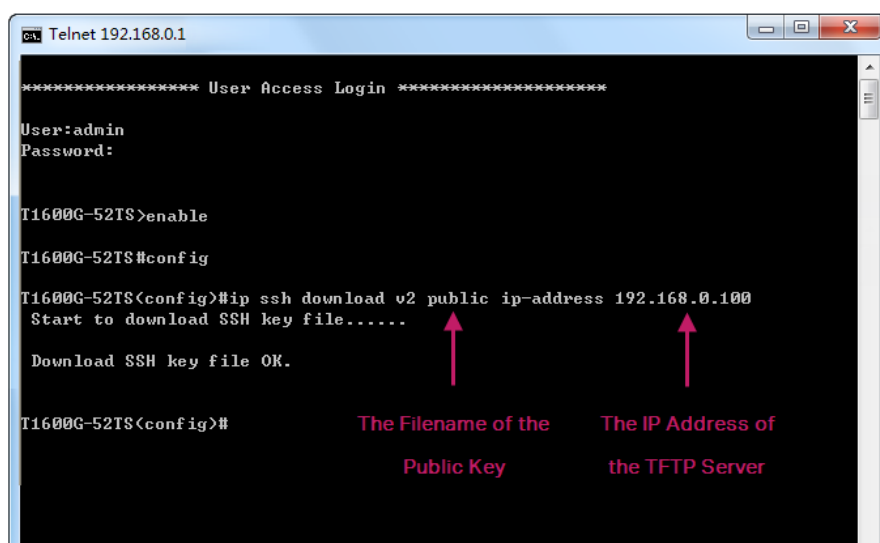 Telnet 192.168.0.1
***************** User Access Login ********************
User:admin
Password:
T1600G-52TS>enable
T1600G-52TS#config
T1600G-52TS(config)#ip ssh download v2 public ip-address 192.168.0.100
Start to download SSH key file......
Download SSH key file OK.
T1600G-52TS(config)#
The Filename of the
Public Key
The IP Address of
the TFTP Server